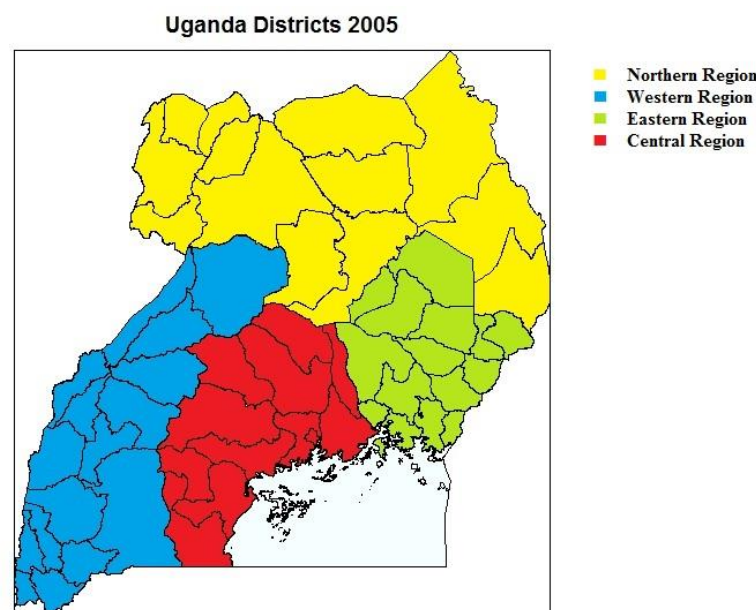 Uganda Districts 2005
Northern Region
Western Region
Eastern Region
Central Region